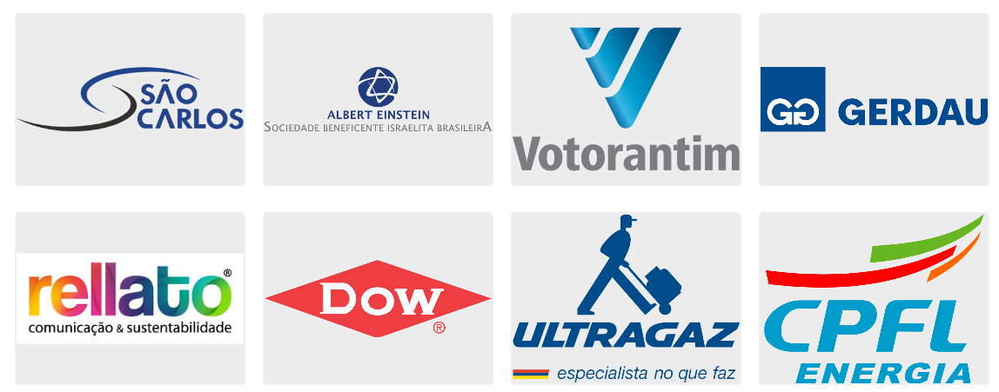 SÃO
CARLOS
ALBERT EINSTEIN
SOCIEDADE BENEFICENTE ISRAELITA BRASILEIRA
Votorantim
GG GERDAU
rellato®
comunicação & sustentabilidade
DOW®
ULTRAGAZ
especialista no que faz
CPFL
ENERGIA